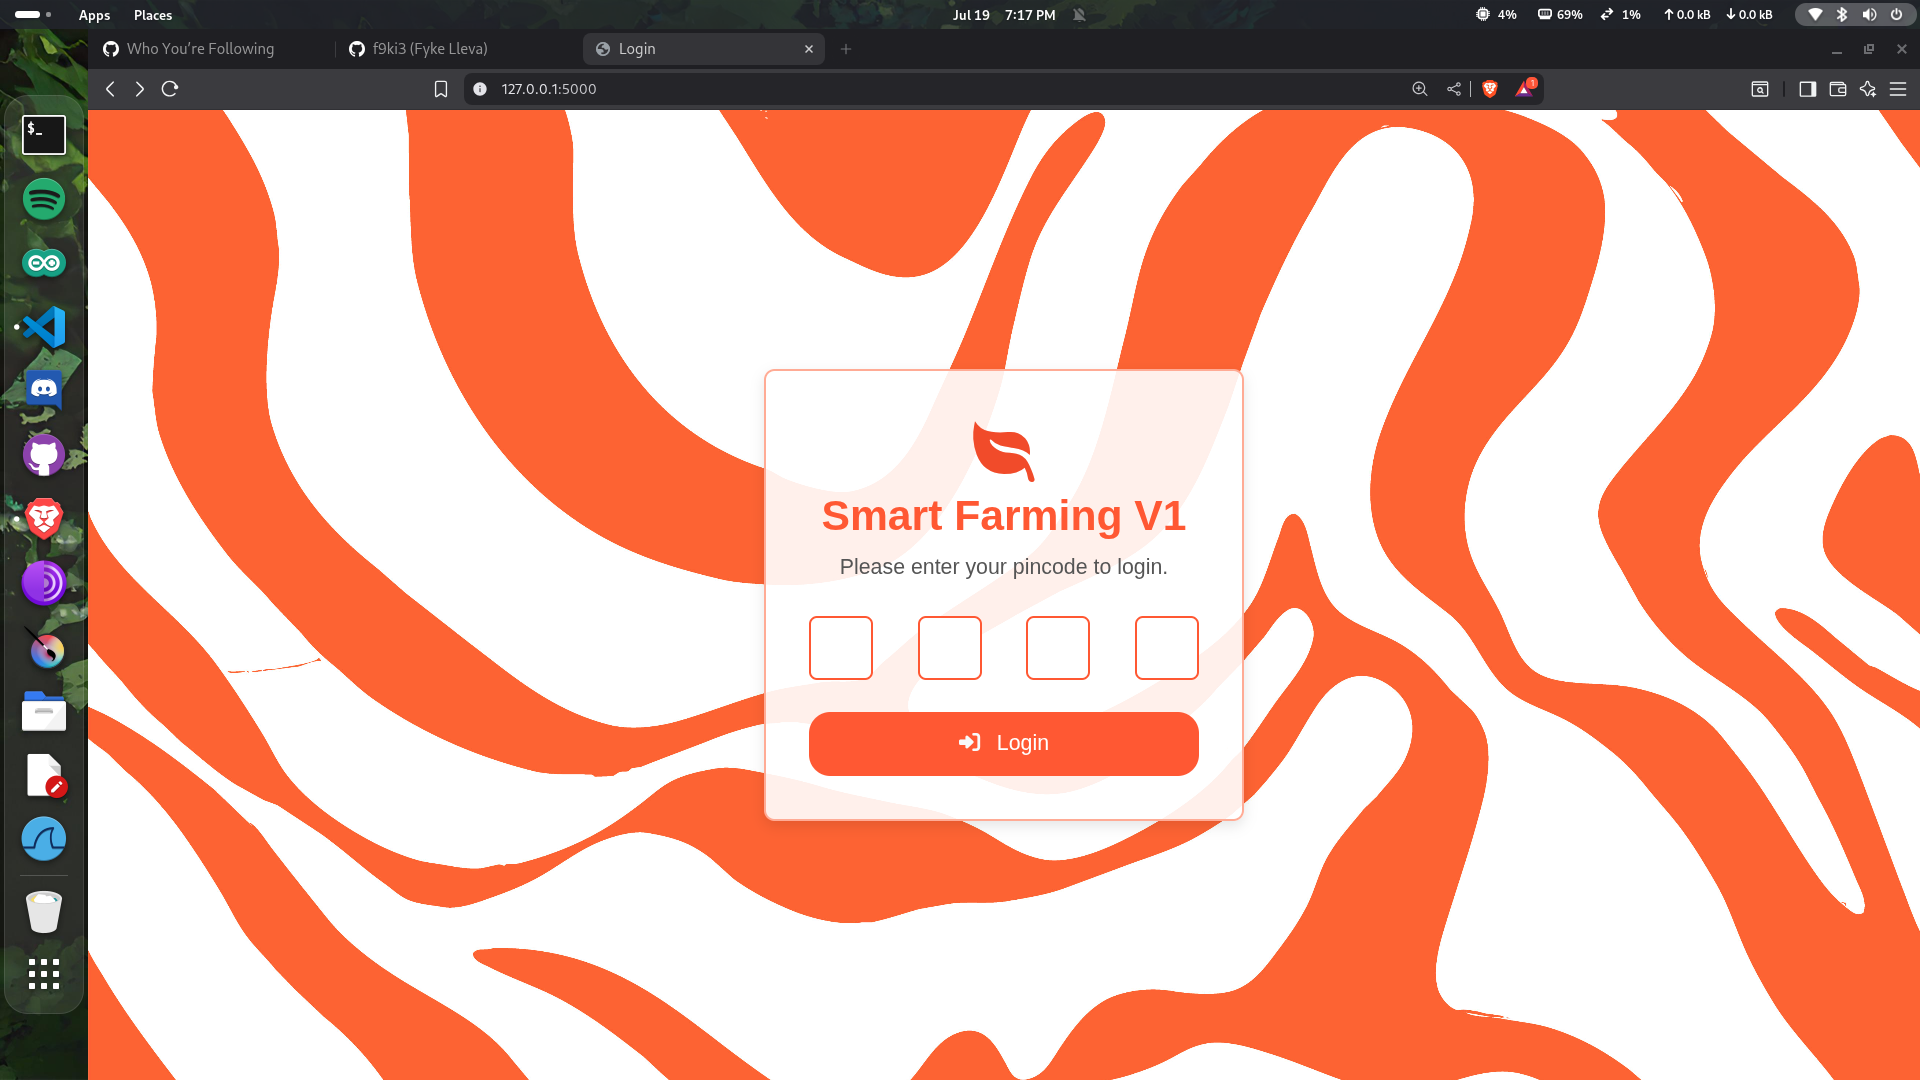 Apps Places Jul 19 7:17 PM 4% 69% 1% 0.0 kB 0.0 kB
Who You're Following f9ki3 (Fyke Lleva) Login
127.0.0.1:5000 1
$_
Smart Farming V1
Please enter your pincode to login.
Login